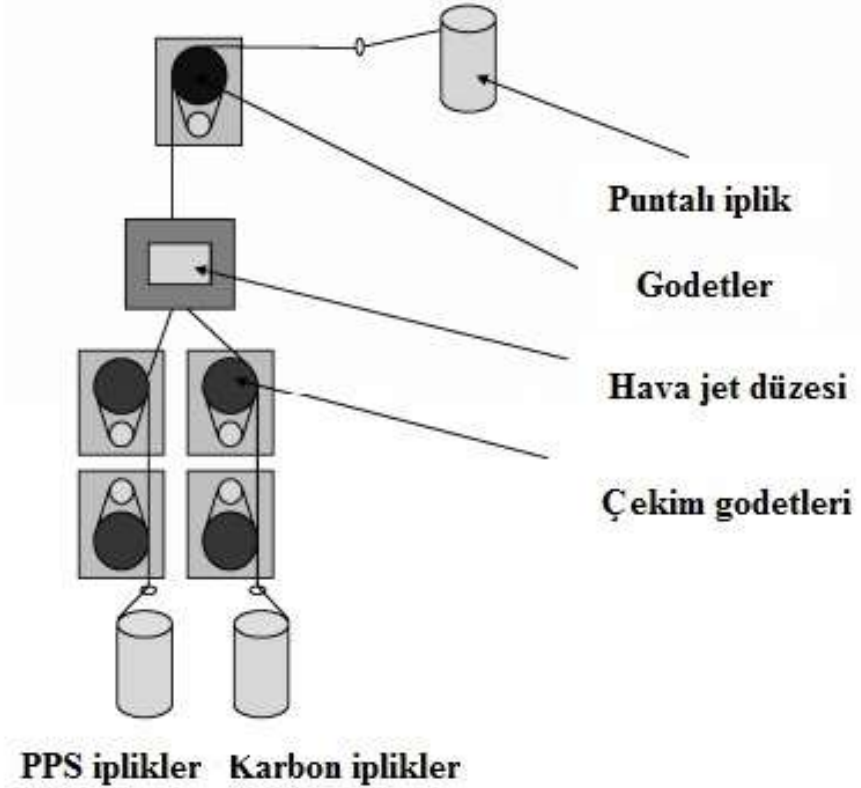 Puntalı iplik
Godetler
Hava jet düzesi
Çekim godetleri
PPS iplikler Karbon iplikler